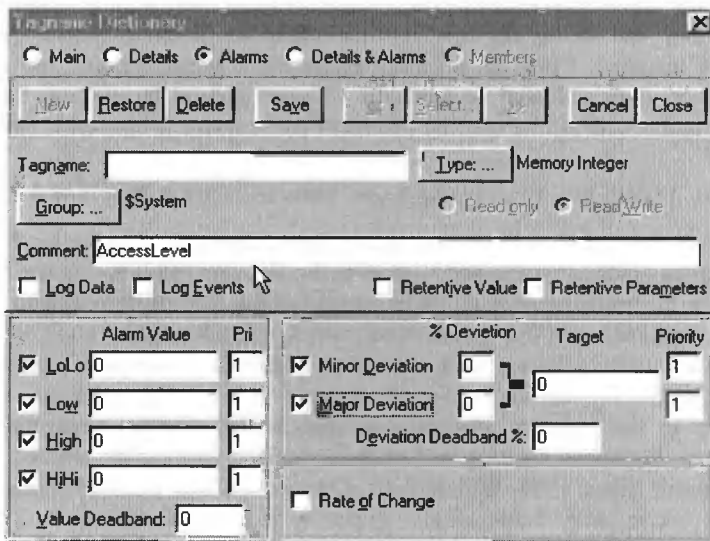 Tagname Dictionary
Main Details Alarms Details & Alarms Members
New Restore Delete Save Select... Cancel Close
Tagname: Type: ... Memory Integer
Group: ... $System Read only Read Write
Comment: AccessLevel
Log Data Log Events Retentive Value Retentive Parameters
Alarm Value Pri % Deviation Target Priority
LoLo 0 1 Minor Deviation 0 0 1
Low 0 1 Major Deviation 0 1
High 0 1 Deviation Deadband %: 0
HiHi 0 1 Rate of Change
Value Deadband: 0